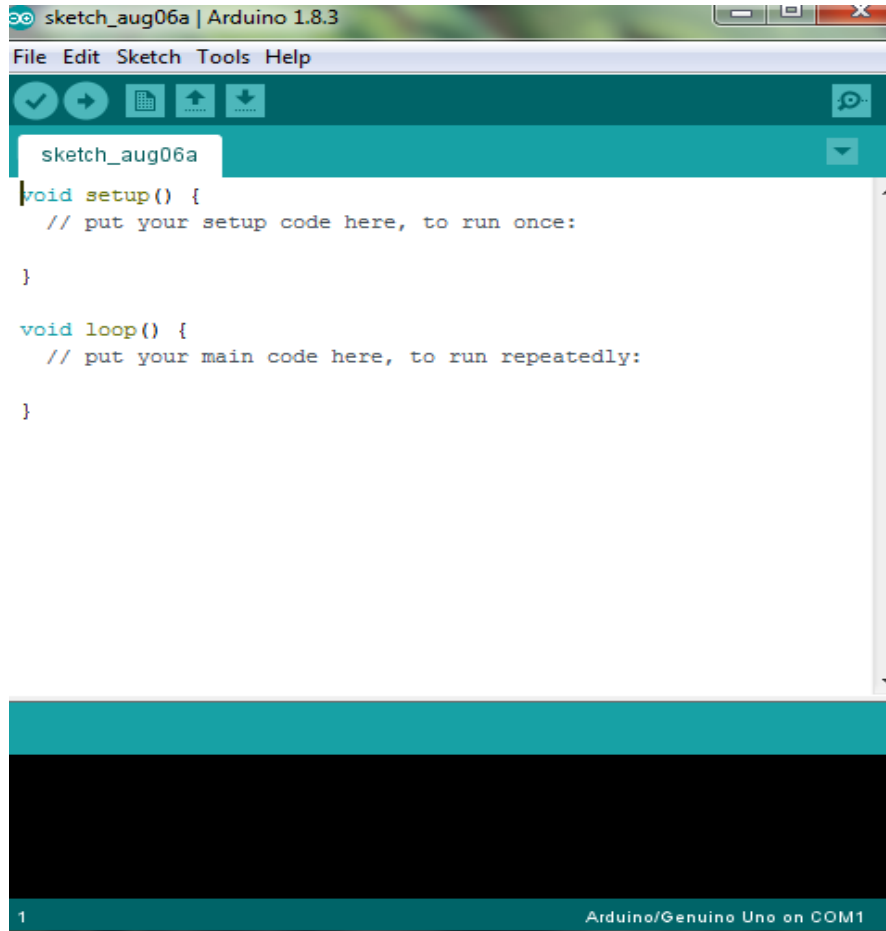 sketch_aug06a | Arduino 1.8.3
File Edit Sketch Tools Help
sketch_aug06a
void setup() {
  // put your setup code here, to run once:
}
void loop() {
  // put your main code here, to run repeatedly:
}
1 Arduino/Genuino Uno on COM1